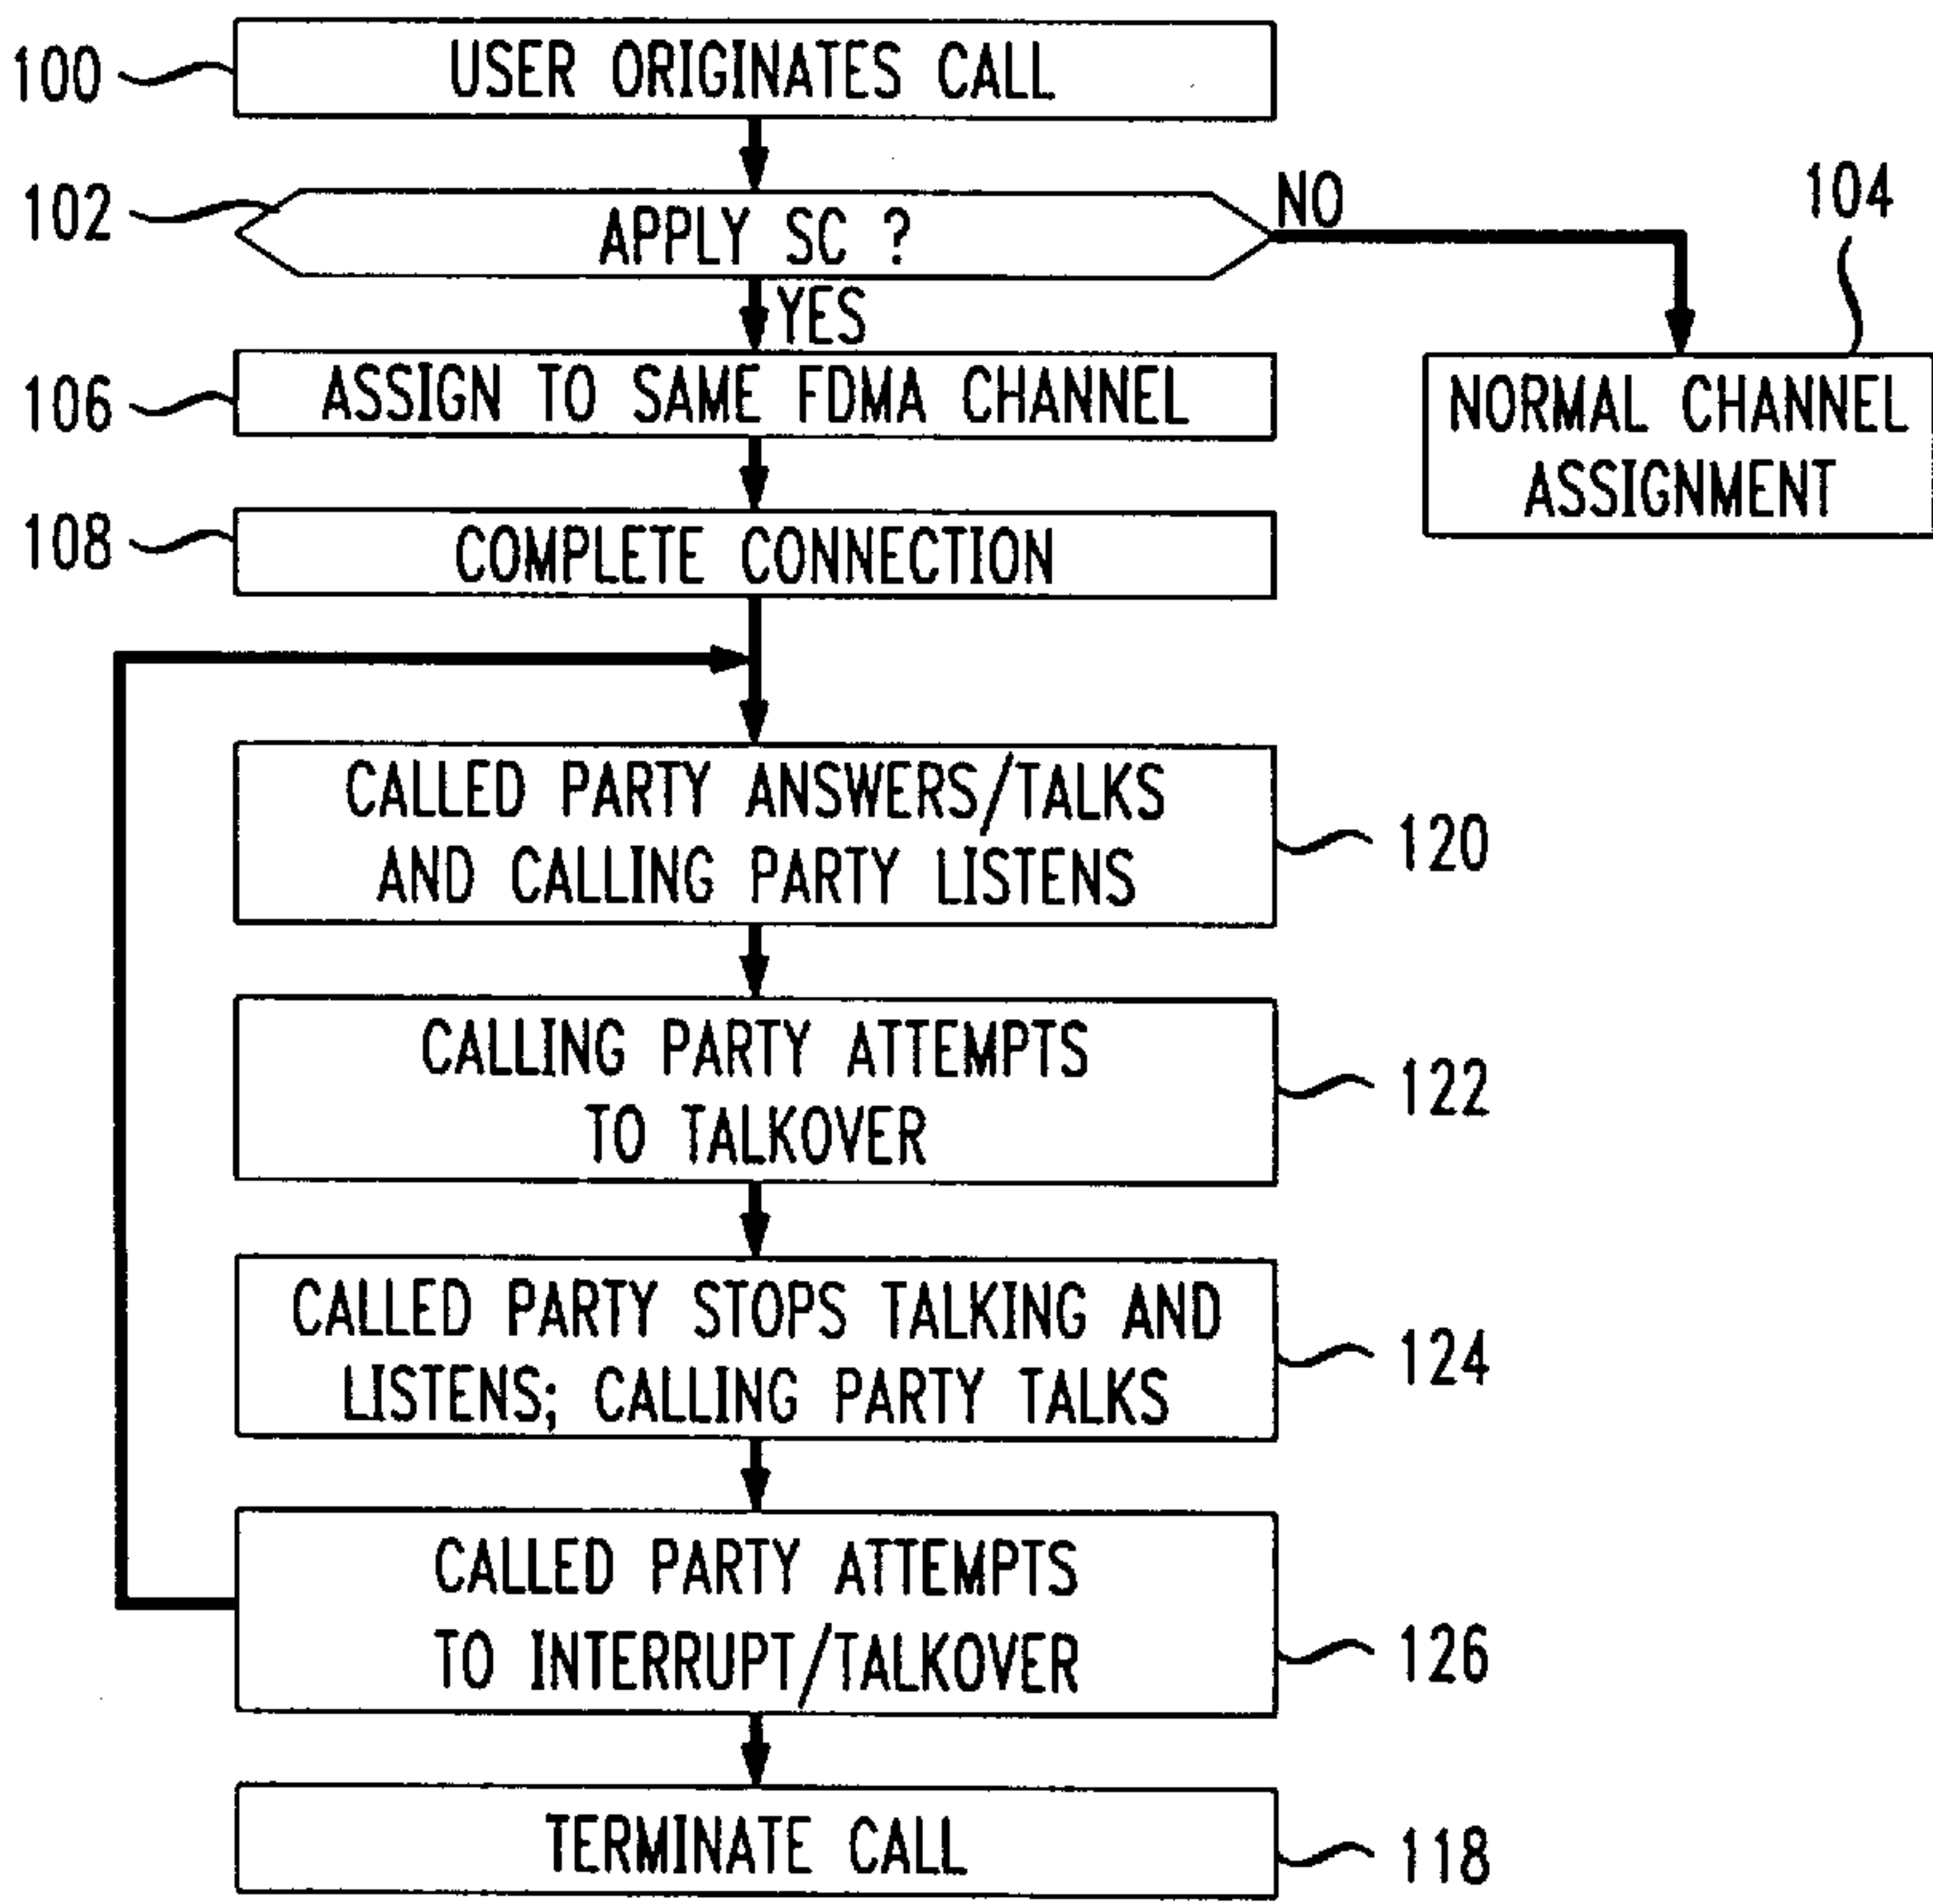 100
USER ORIGINATES CALL
102
APPLY SC ?
NO
104
YES
106
ASSIGN TO SAME FDMA CHANNEL
NORMAL CHANNEL
ASSIGNMENT
108
COMPLETE CONNECTION
CALLED PARTY ANSWERS/TALKS
AND CALLING PARTY LISTENS
120
CALLING PARTY ATTEMPTS
TO TALKOVER
122
CALLED PARTY STOPS TALKING AND
LISTENS; CALLING PARTY TALKS
124
CALLED PARTY ATTEMPTS
TO INTERRUPT/TALKOVER
126
TERMINATE CALL
118